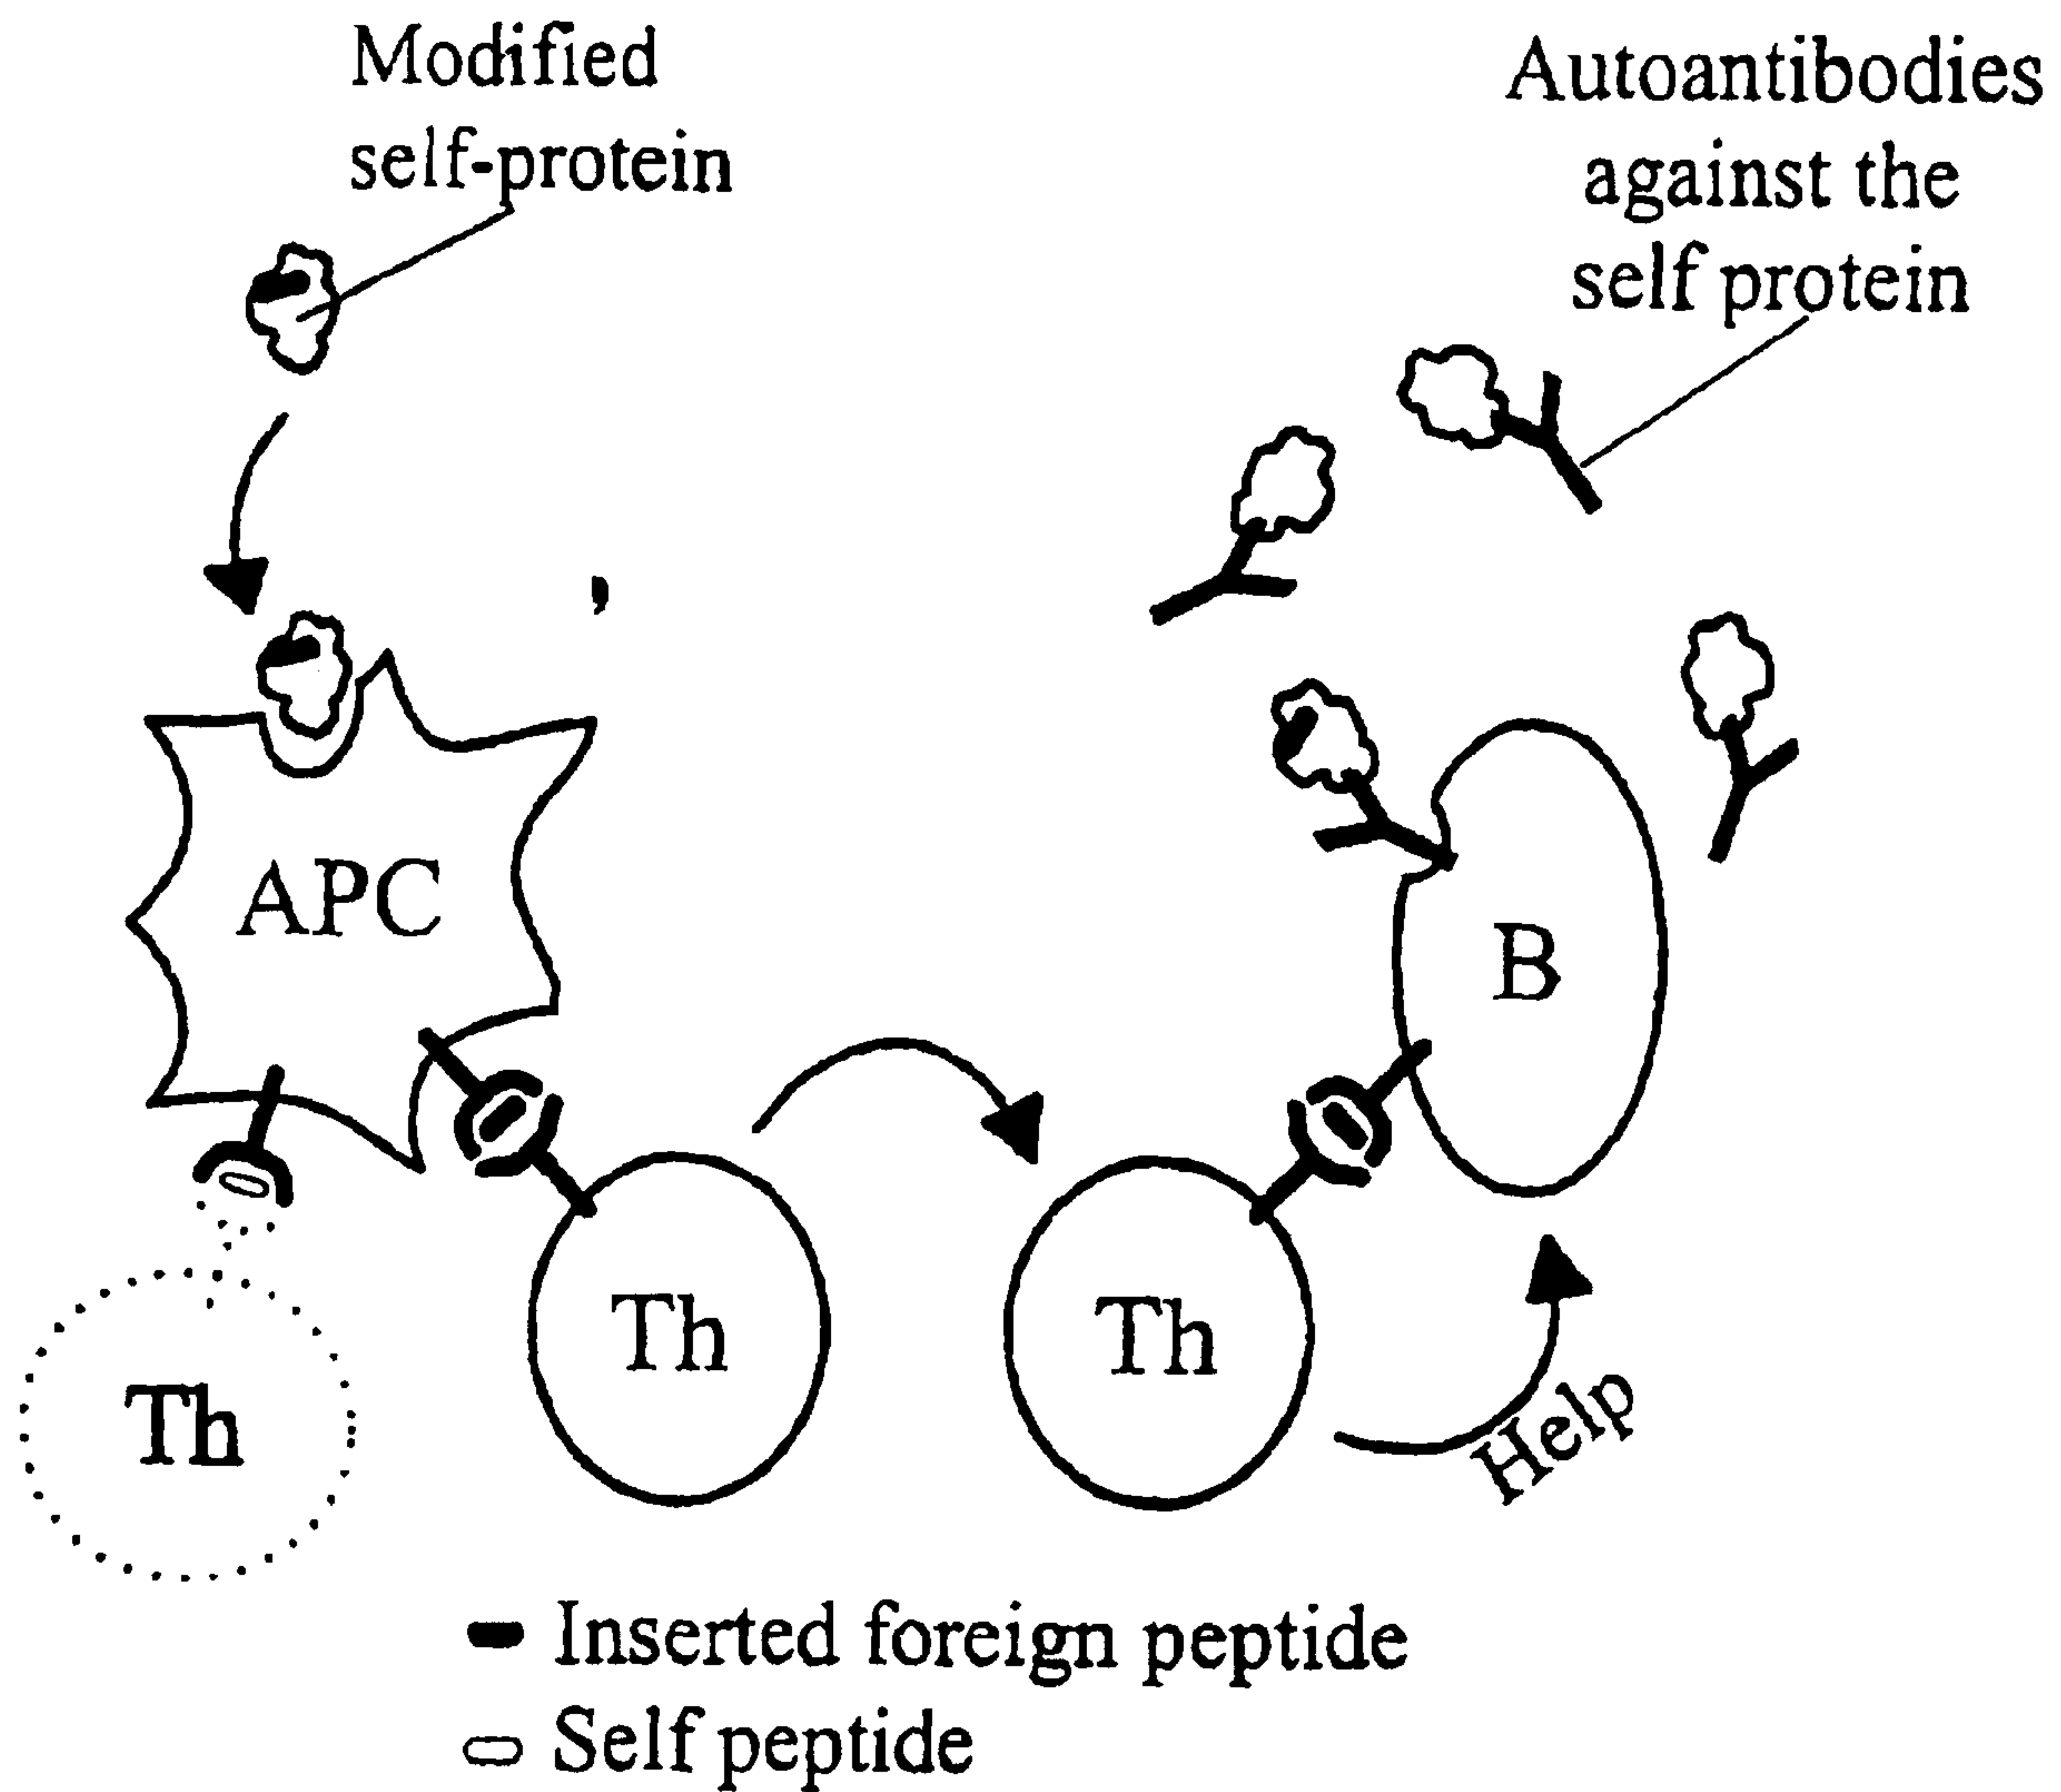 Modified
self-protein
Autoantibodies
against the
self protein
APC
B
Th
Th
Th
Help
Inserted foreign peptide
Self peptide